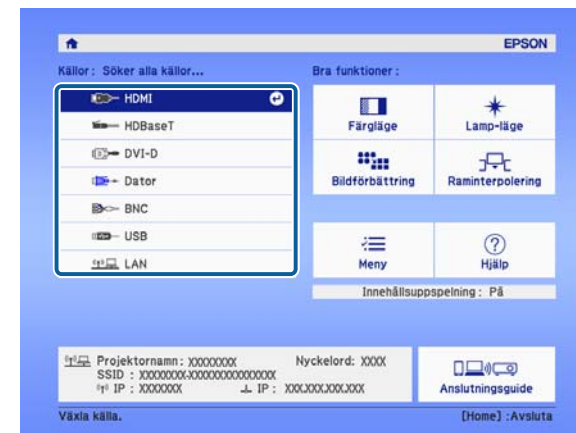 EPSON
Källor : Söker alla källor...
Bra funktioner :
HDMI
HDBaseT
DVI-D
Dator
BNC
USB
LAN
Färgläge
Lamp-läge
Bildförbättring
Raminterpolering
Meny
Hjälp
Innehållsuppspelning : På
Projektornamn : XXXXXXXX Nyckelord: XXXX
SSID : XXXXXXXX-XXXXXXXXXXXXXX
IP : XXXXXXX IP : XXX.XXX.XXX.XXX
Anslutningsguide
Växla källa.
[Home] :Avsluta